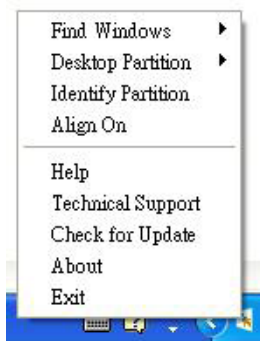 Find Windows
Desktop Partition
Identify Partition
Align On
Help
Technical Support
Check for Update
About
Exit